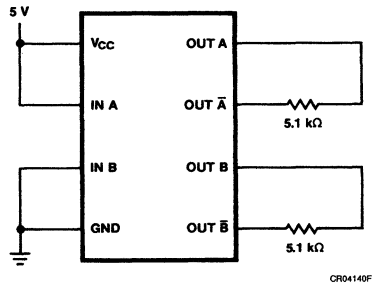 5 V
VCC OUT A
IN A OUT A̅
5.1 kΩ
IN B OUT B
GND OUT B̅
5.1 kΩ
CR04140F